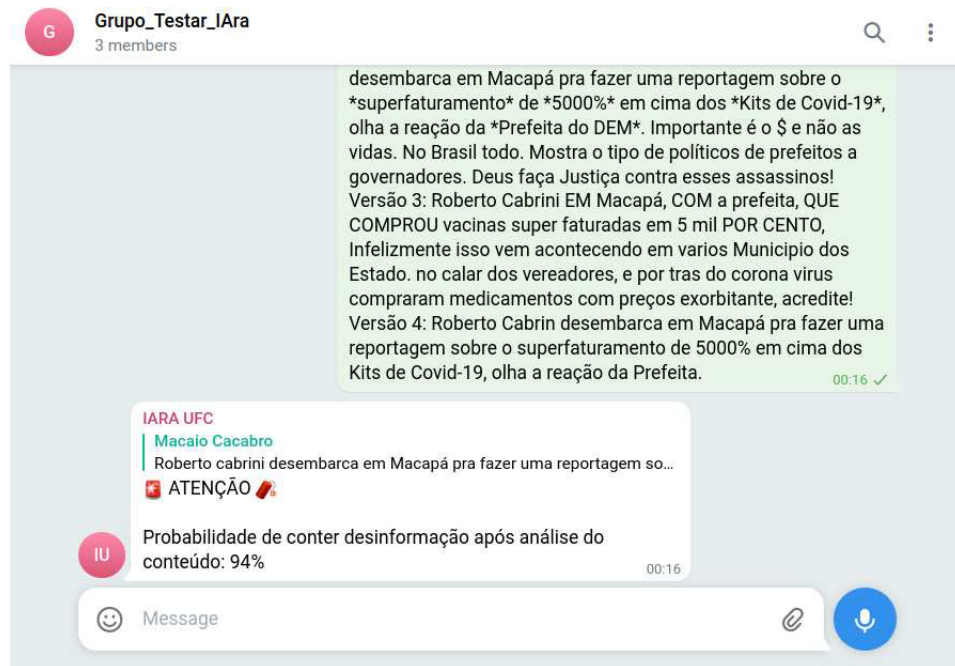 G
Grupo_Testar_IAra
3 members
desembarca em Macapá pra fazer uma reportagem sobre o
*superfaturamento* de *5000%* em cima dos *Kits de Covid-19*,
olha a reação da *Prefeita do DEM*. Importante é o $ e não as
vidas. No Brasil todo. Mostra o tipo de políticos de prefeitos a
governadores. Deus faça Justiça contra esses assassinos!
Versão 3: Roberto Cabrini EM Macapá, COM a prefeita, QUE
COMPROU vacinas super faturadas em 5 mil POR CENTO,
Infelizmente isso vem acontecendo em varios Municipio dos
Estado. no calar dos vereadores, e por tras do corona virus
compraram medicamentos com preços exorbitante, acredite!
Versão 4: Roberto Cabrin desembarca em Macapá pra fazer uma
reportagem sobre o superfaturamento de 5000% em cima dos
Kits de Covid-19, olha a reação da Prefeita.
00:16
IARA UFC
Macaio Cacabro
Roberto cabrini desembarca em Macapá pra fazer uma reportagem so...
🚨 ATENÇÃO 🧨
Probabilidade de conter desinformação após análise do
conteúdo: 94%
00:16
IU
Message